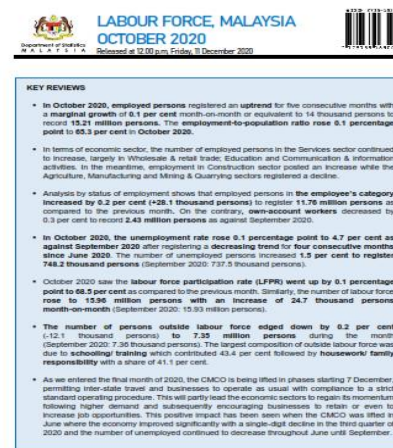 LABOUR FORCE, MALAYSIA
OCTOBER 2020
Department of Statistics
MALAYSIA
Released at 12.00 p.m, Friday, 11 December 2020
KEY REVIEWS
• In October 2020, employed persons registered an uptrend for five consecutive months with
a marginal growth of 0.1 per cent month-on-month or equivalent to 14 thousand persons to
record 15.21 million persons. The employment-to-population ratio rose 0.1 percentage
point to 65.3 per cent in October 2020.
• In terms of economic sector, the number of employed persons in the Services sector continued
to increase, largely in Wholesale & retail trade; Education and Communication & information
activities. In the meantime, employment in Construction sector posted an increase while the
Agriculture, Manufacturing and Mining & Quarrying sectors registered a decline.
• Analysis by status of employment shows that employed persons in the employee's category
increased by 0.2 per cent (+28.1 thousand persons) to register 11.76 million persons as
compared to the previous month. On the contrary, own-account workers decreased by
0.3 per cent to record 2.43 million persons as against September 2020.
• In October 2020, the unemployment rate rose 0.1 percentage point to 4.7 per cent as
against September 2020 after registering a decreasing trend for four consecutive months
since June 2020. The number of unemployed persons increased 1.5 per cent to register
748.2 thousand persons (September 2020: 737.5 thousand persons).
• October 2020 saw the labour force participation rate (LFPR) went up by 0.1 percentage
point to 68.5 per cent as compared to the previous month. Similarly, the number of labour force
rose to 15.96 million persons with an increase of 24.7 thousand persons
month-on-month (September 2020: 15.93 million persons).
• The number of persons outside labour force edged down by 0.2 per cent
(-12.1 thousand persons) to 7.35 million persons during the month
(September 2020: 7.36 thousand persons). The largest composition of outside labour force was
due to schooling/ training which contributed 43.4 per cent followed by housework/ family
responsibility with a share of 41.1 per cent.
• As we entered the final month of 2020, the CMCO is being lifted in phases starting 7 December,
permitting inter-state travel and businesses to operate as usual with compliance to a strict
standard operating procedure. This will partly lead the economic sectors to regain its momentum
following higher demand and subsequently encouraging businesses to retain or even to
increase job opportunities. This positive impact has been seen when the CMCO was lifted in
June where the economy improved significantly with a single-digit decline in the third quarter of
2020 and the number of unemployed continued to decrease throughout June until September.